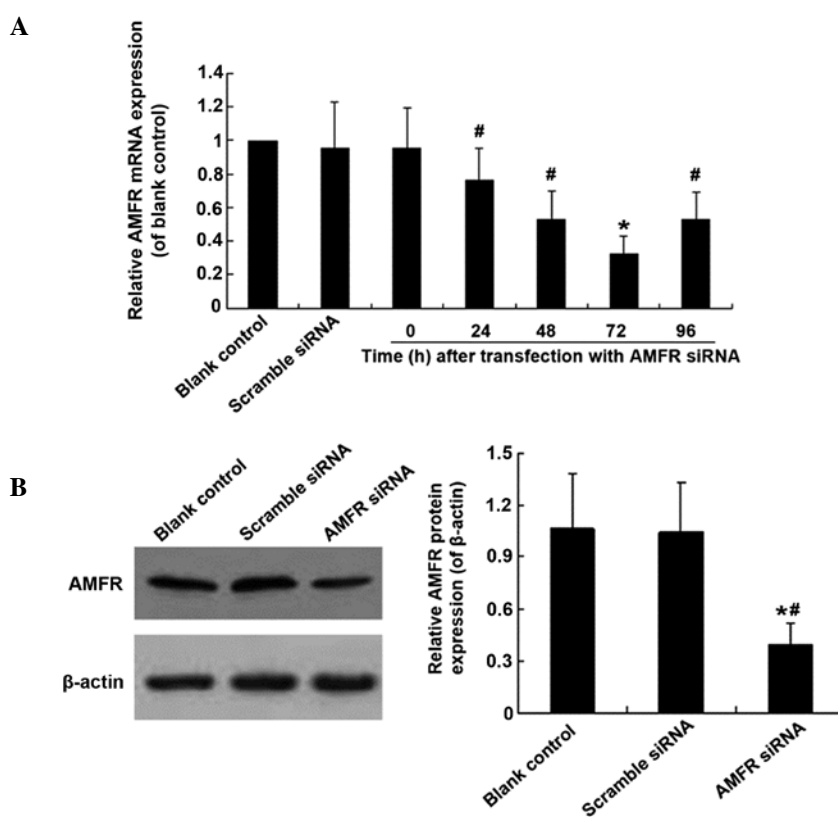 A
Relative AMFR mRNA expression
(of blank control)
1.4
1.2
1
0.8
0.6
0.4
0.2
0
#
#
*
#
Blank control
Scramble siRNA
0 24 48 72 96
Time (h) after transfection with AMFR siRNA
B
Blank control
Scramble siRNA
AMFR siRNA
AMFR
β-actin
Relative AMFR protein
expression (of β-actin)
1.5
1.2
0.9
0.6
0.3
0
*#
Blank control
Scramble siRNA
AMFR siRNA